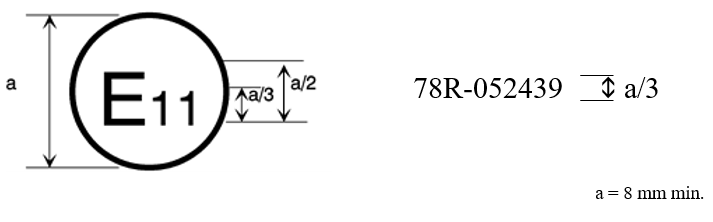 a
E11
a/3
a/2
78R-052439
a/3
a = 8 mm min.